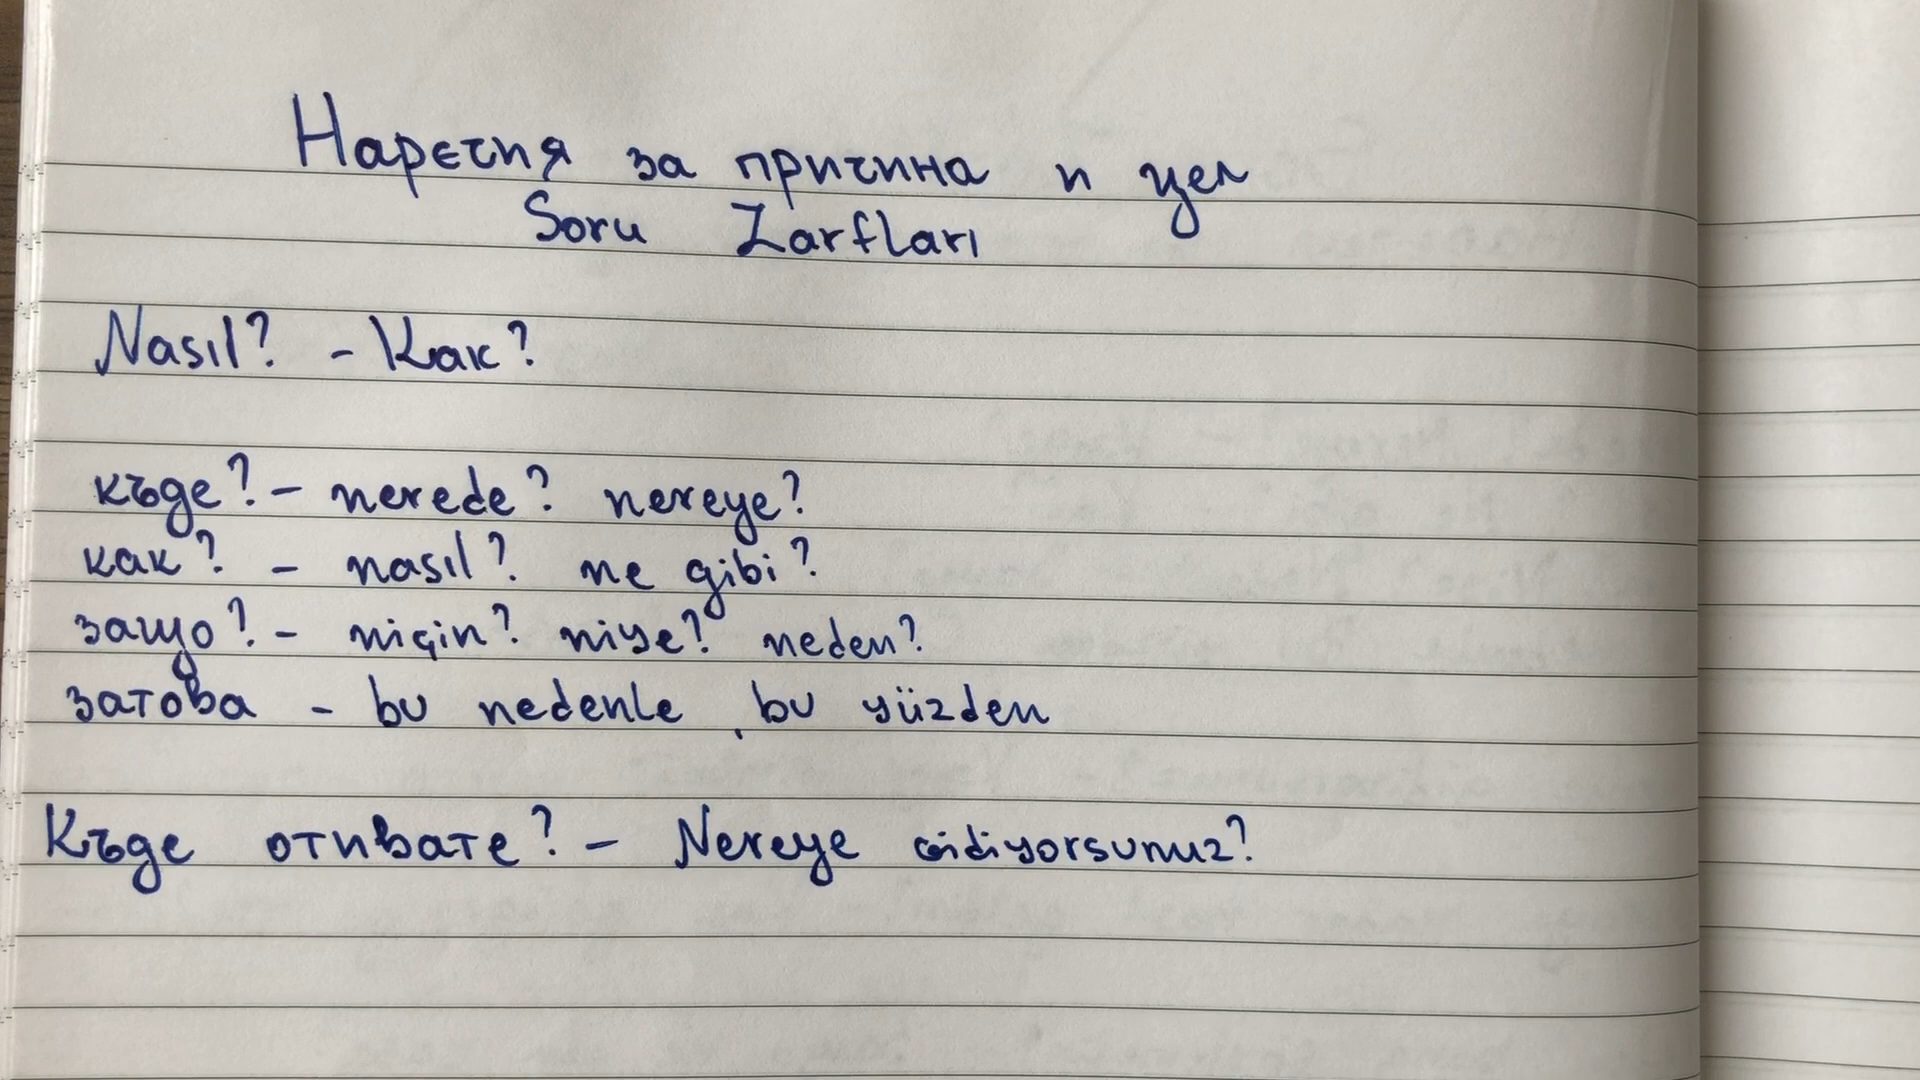 Наречия за причина и цел
Soru Zarfları
Nasıl? - Как?
къде? - nerede? nereye?
как? - nasıl? ne gibi?
защо? - niçin? niye? neden?
затова - bu nedenle, bu yüzden
Къде отивате? - Nereye gidiyorsunuz?